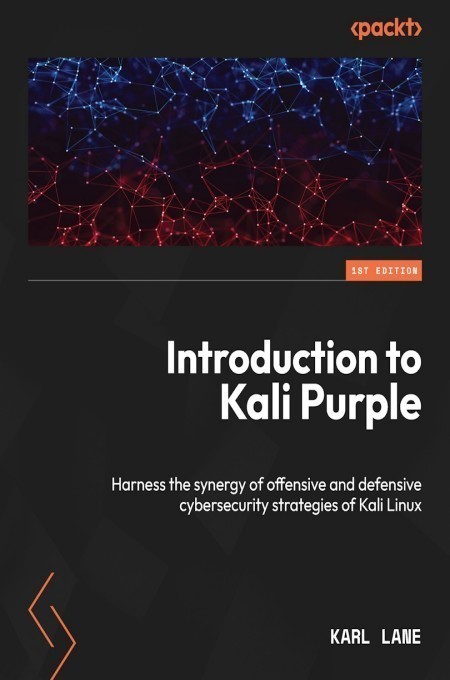 <packt>
1ST EDITION
Introduction to
Kali Purple
Harness the synergy of offensive and defensive
cybersecurity strategies of Kali Linux
KARL LANE